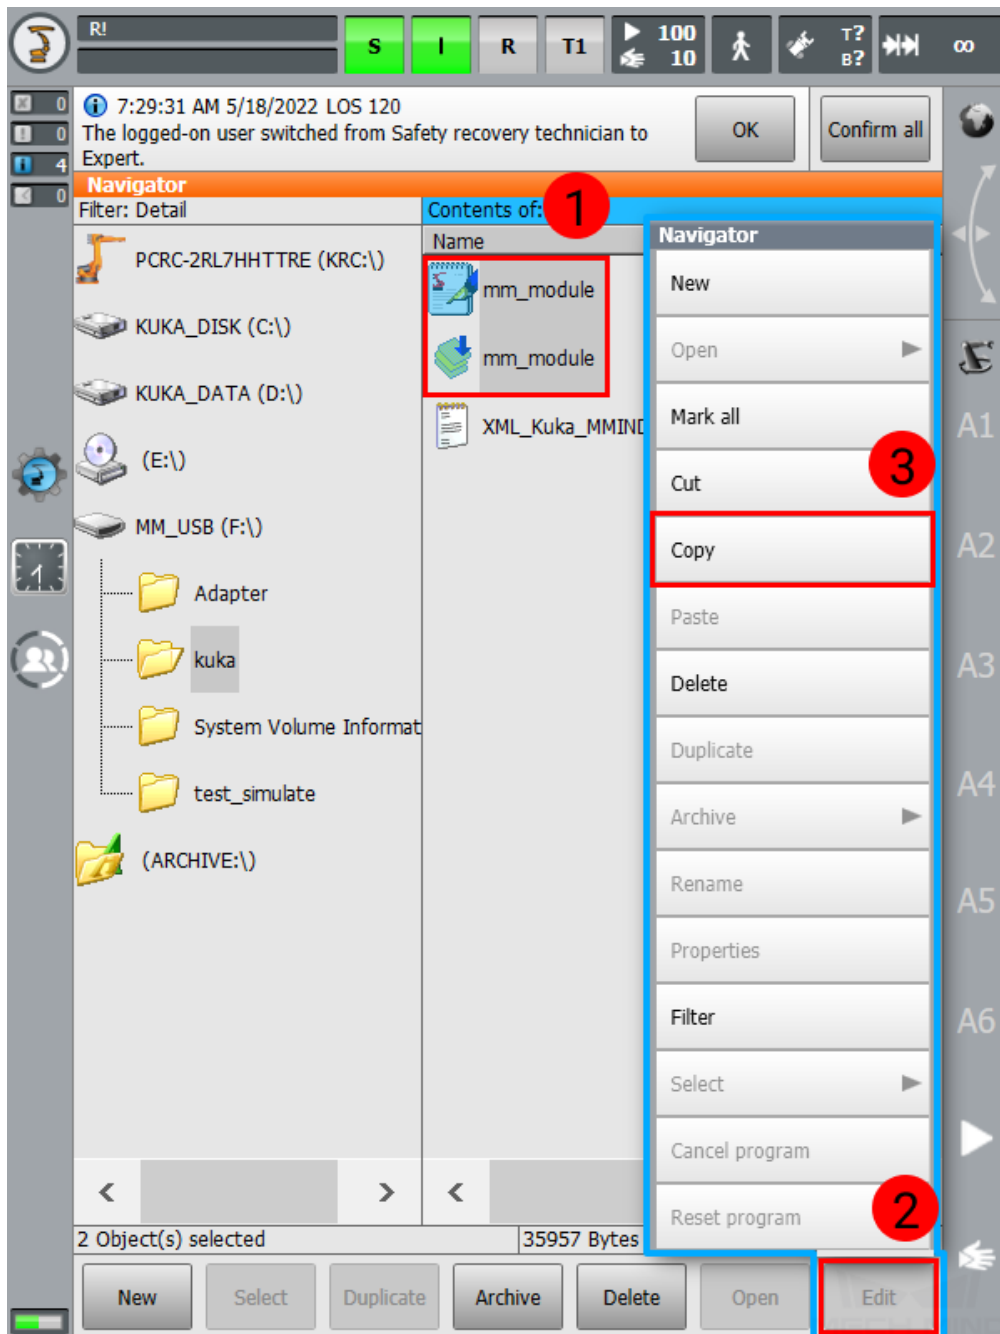 R!
S
I
R
T1
100
10
T?
B?
∞
0
0
4
0
7:29:31 AM 5/18/2022 LOS 120
The logged-on user switched from Safety recovery technician to
Expert.
OK
Confirm all
Navigator
Filter: Detail
Contents of:
1
Name
PCRC-2RL7HHTTRE (KRC:\)
KUKA_DISK (C:\)
KUKA_DATA (D:\)
(E:\)
MM_USB (F:\)
Adapter
kuka
System Volume Informat
test_simulate
(ARCHIVE:\)
mm_module
mm_module
XML_Kuka_MMIND
Navigator
New
Open
Mark all
3
Cut
Copy
Paste
Delete
Duplicate
Archive
Rename
Properties
Filter
Select
Cancel program
2
Reset program
A1
A2
A3
A4
A5
A6
2 Object(s) selected
35957 Bytes
New
Select
Duplicate
Archive
Delete
Open
Edit